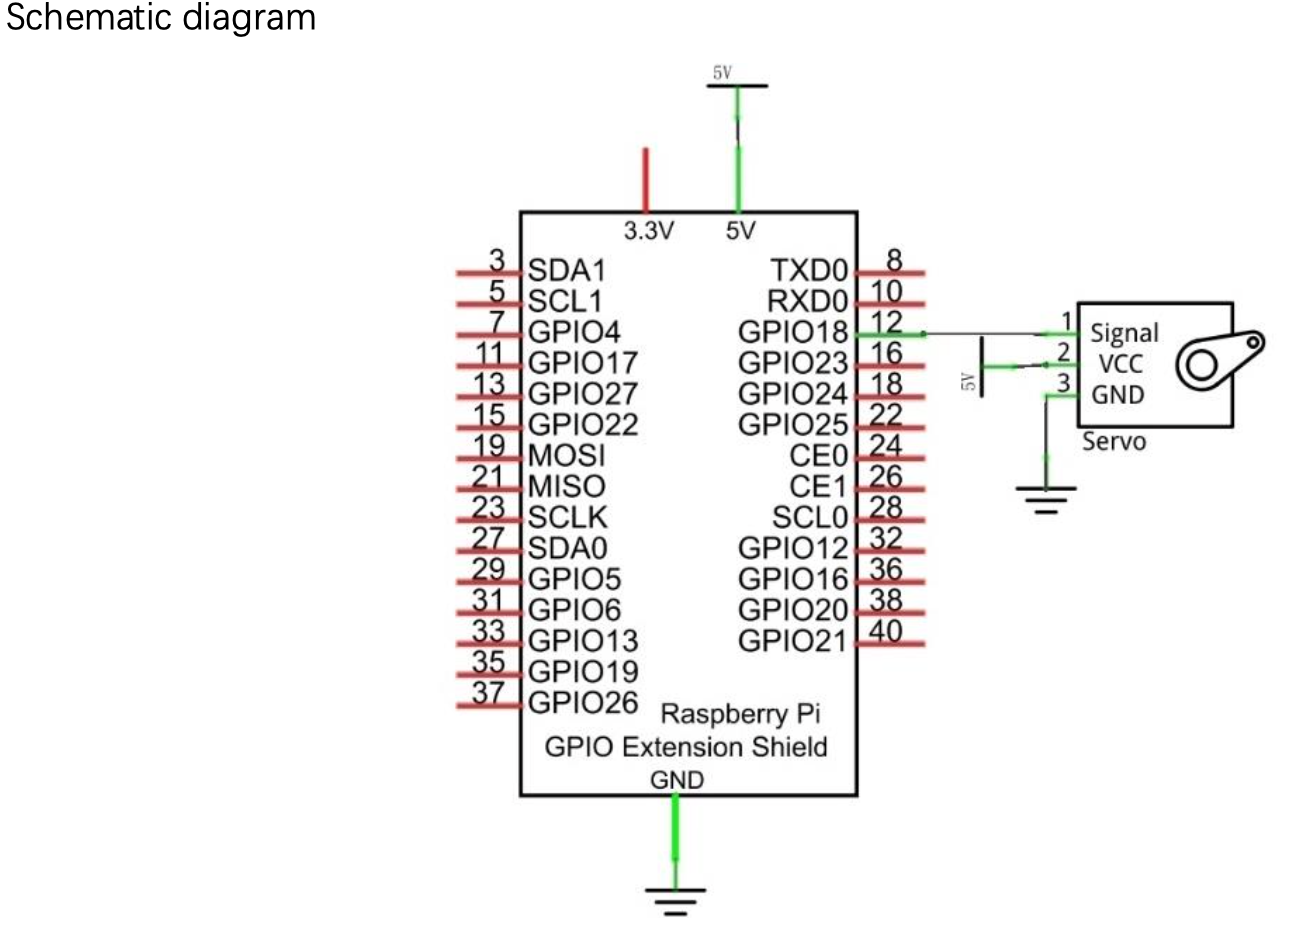 Schematic diagram
5V
3.3V 5V
3 SDA1 TXD0 8
5 SCL1 RXD0 10
7 GPIO4 GPIO18 12 1 Signal
11 GPIO17 GPIO23 16 5V 2 VCC
13 GPIO27 GPIO24 18 3 GND
15 GPIO22 GPIO25 22 Servo
19 MOSI CE0 24
21 MISO CE1 26
23 SCLK SCL0 28
27 SDA0 GPIO12 32
29 GPIO5 GPIO16 36
31 GPIO6 GPIO20 38
33 GPIO13 GPIO21 40
35 GPIO19
37 GPIO26
Raspberry Pi
GPIO Extension Shield
GND